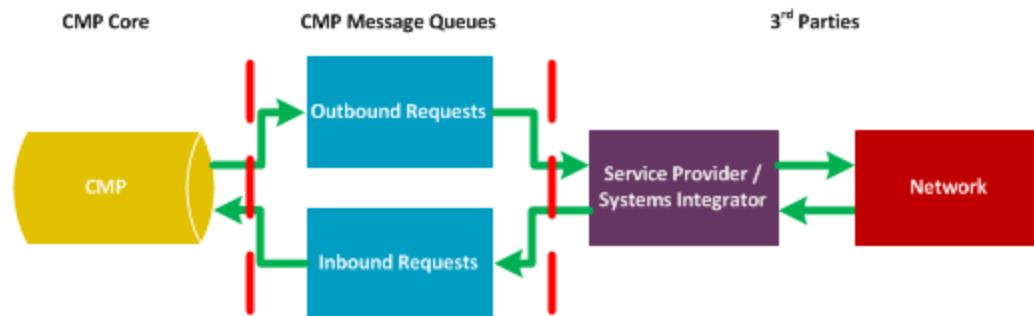 CMP Core
CMP Message Queues
3rd Parties
Outbound Requests
CMP
Service Provider /
Systems Integrator
Network
Inbound Requests